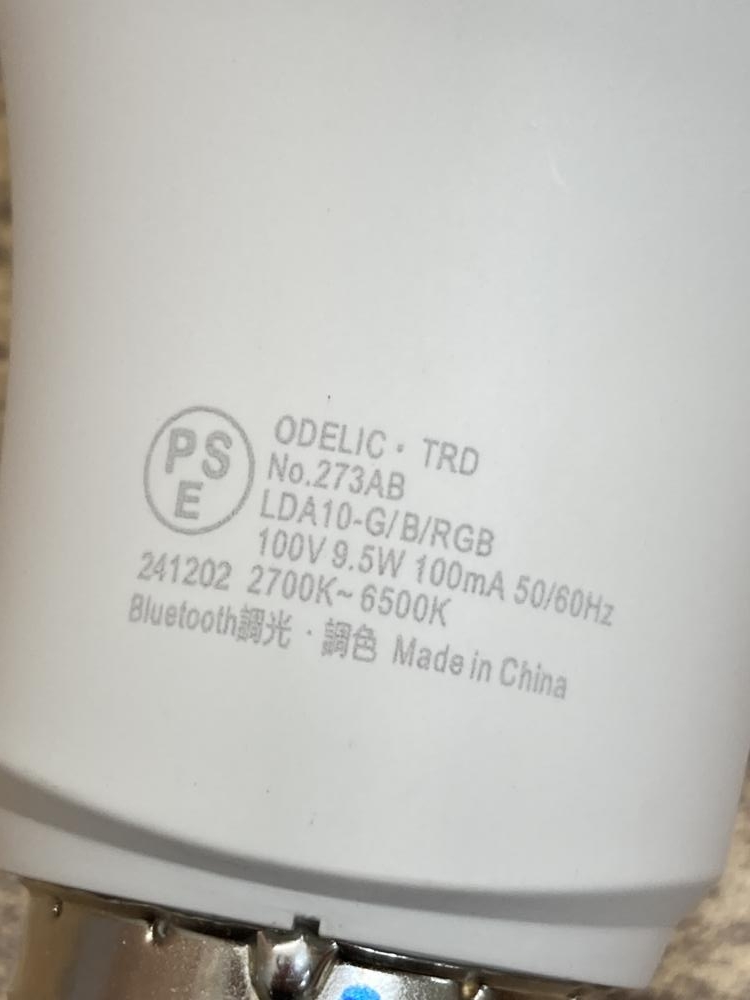 PS
E
ODELIC・TRD
No.273AB
LDA10-G/B/RGB
100V 9.5W 100mA 50/60Hz
241202 2700K~6500K
Bluetooth調光・調色 Made in China